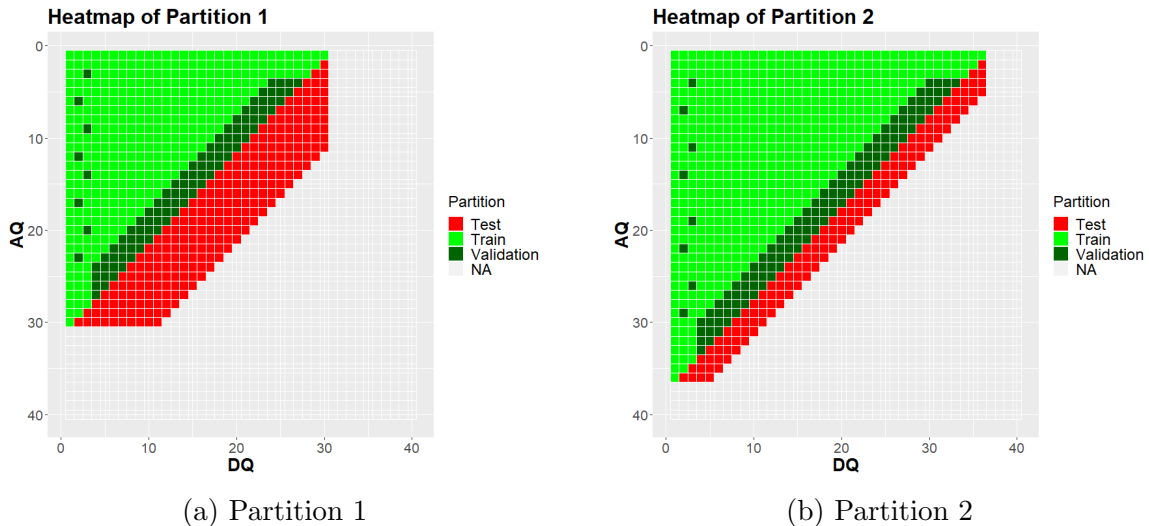 Heatmap of Partition 1
0
10
20
30
40
AQ
0
10
20
30
40
DQ
Partition
Test
Train
Validation
NA
(a) Partition 1
Heatmap of Partition 2
0
10
20
30
40
AQ
0
10
20
30
40
DQ
Partition
Test
Train
Validation
NA
(b) Partition 2